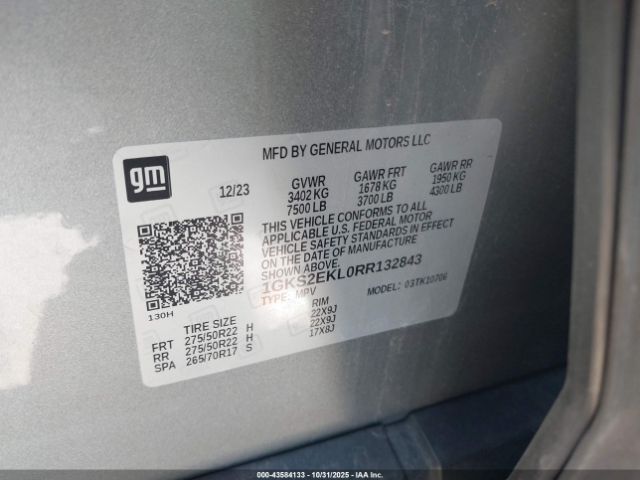 MFD BY GENERAL MOTORS LLC
gm
12/23
GVWR GAWR FRT GAWR RR
3402 KG 1678 KG 1950 KG
7500 LB 3700 LB 4300 LB
THIS VEHICLE CONFORMS TO ALL
APPLICABLE U.S. FEDERAL MOTOR
VEHICLE SAFETY STANDARDS IN EFFECT
ON THE DATE OF MANUFACTURE
SHOWN ABOVE.
1GKS2EKL0RR132843
TYPE: MPV MODEL: 03TK10706
130H
TIRE SIZE RIM
FRT 275/50R22 H 22X9J
RR 275/50R22 H 22X9J
SPA 265/70R17 S 17X8J
00-43584133 - 10/31/2025 - IAA Inc.